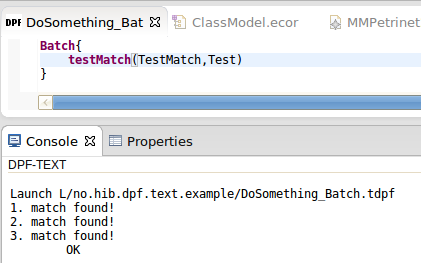 DPF DoSomething_Bat ClassModel.ecor MMPetrinet
Batch{
testMatch(TestMatch,Test)
}
Console Properties
DPF-TEXT
Launch L/no.hib.dpf.text.example/DoSomething_Batch.tdpf
1. match found!
2. match found!
3. match found!
OK